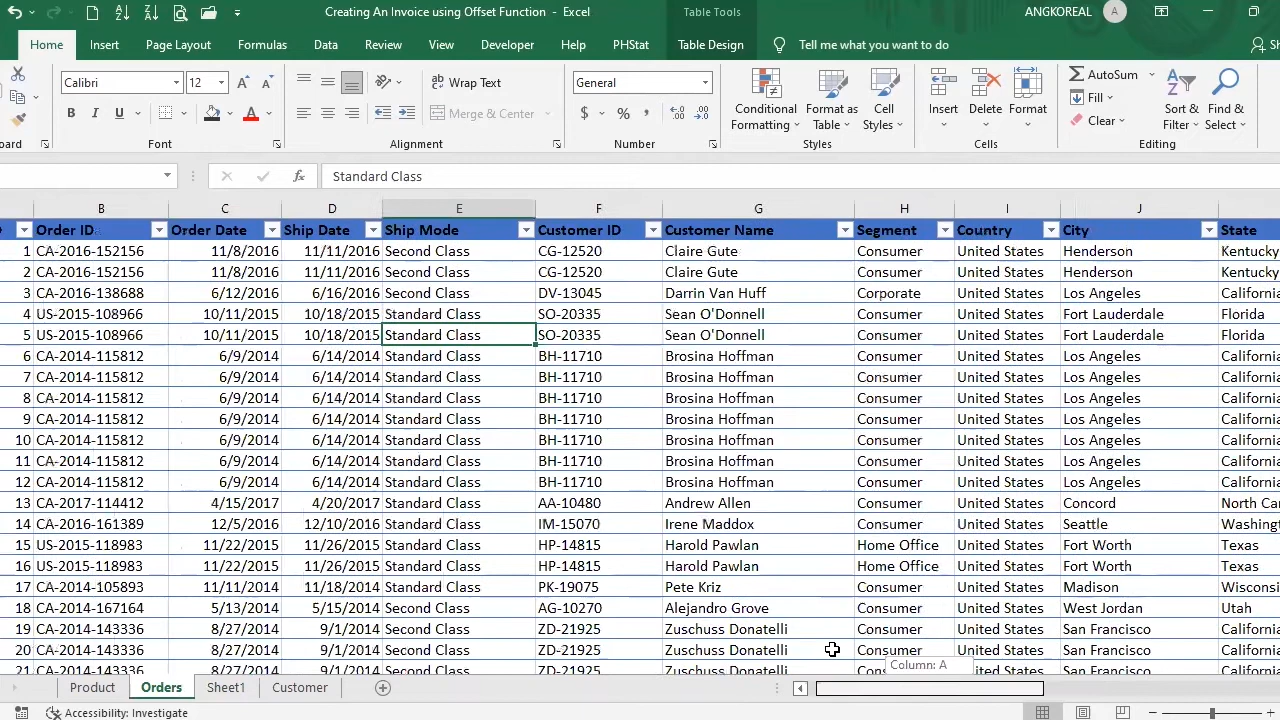 Creating An Invoice using Offset Function - Excel
Table Tools
ANGKOREAL
A
Home
Insert
Page Layout
Formulas
Data
Review
View
Developer
Help
PHStat
Table Design
Tell me what you want to do
Calibri
12
Wrap Text
General
AutoSum
B I U
Merge & Center
$ % ,
Conditional Formatting
Format as Table
Cell Styles
Insert
Delete
Format
Fill
Clear
Sort & Filter
Find & Select
Font
Alignment
Number
Styles
Cells
Editing
fx
Standard Class
B C D E F G H I J
Order ID Order Date Ship Date Ship Mode Customer ID Customer Name Segment Country City State
1 CA-2016-152156 11/8/2016 11/11/2016 Second Class CG-12520 Claire Gute Consumer United States Henderson Kentucky
2 CA-2016-152156 11/8/2016 11/11/2016 Second Class CG-12520 Claire Gute Consumer United States Henderson Kentucky
3 CA-2016-138688 6/12/2016 6/16/2016 Second Class DV-13045 Darrin Van Huff Corporate United States Los Angeles California
4 US-2015-108966 10/11/2015 10/18/2015 Standard Class SO-20335 Sean O'Donnell Consumer United States Fort Lauderdale Florida
5 US-2015-108966 10/11/2015 10/18/2015 Standard Class SO-20335 Sean O'Donnell Consumer United States Fort Lauderdale Florida
6 CA-2014-115812 6/9/2014 6/14/2014 Standard Class BH-11710 Brosina Hoffman Consumer United States Los Angeles California
7 CA-2014-115812 6/9/2014 6/14/2014 Standard Class BH-11710 Brosina Hoffman Consumer United States Los Angeles California
8 CA-2014-115812 6/9/2014 6/14/2014 Standard Class BH-11710 Brosina Hoffman Consumer United States Los Angeles California
9 CA-2014-115812 6/9/2014 6/14/2014 Standard Class BH-11710 Brosina Hoffman Consumer United States Los Angeles California
10 CA-2014-115812 6/9/2014 6/14/2014 Standard Class BH-11710 Brosina Hoffman Consumer United States Los Angeles California
11 CA-2014-115812 6/9/2014 6/14/2014 Standard Class BH-11710 Brosina Hoffman Consumer United States Los Angeles California
12 CA-2014-115812 6/9/2014 6/14/2014 Standard Class BH-11710 Brosina Hoffman Consumer United States Los Angeles California
13 CA-2017-114412 4/15/2017 4/20/2017 Standard Class AA-10480 Andrew Allen Consumer United States Concord North Ca
14 CA-2016-161389 12/5/2016 12/10/2016 Standard Class IM-15070 Irene Maddox Consumer United States Seattle Washingt
15 US-2015-118983 11/22/2015 11/26/2015 Standard Class HP-14815 Harold Pawlan Home Office United States Fort Worth Texas
16 US-2015-118983 11/22/2015 11/26/2015 Standard Class HP-14815 Harold Pawlan Home Office United States Fort Worth Texas
17 CA-2014-105893 11/11/2014 11/18/2014 Standard Class PK-19075 Pete Kriz Consumer United States Madison Wisconsi
18 CA-2014-167164 5/13/2014 5/15/2014 Second Class AG-10270 Alejandro Grove Consumer United States West Jordan Utah
19 CA-2014-143336 8/27/2014 9/1/2014 Second Class ZD-21925 Zuschuss Donatelli Consumer United States San Francisco California
20 CA-2014-143336 8/27/2014 9/1/2014 Second Class ZD-21925 Zuschuss Donatelli Consumer United States San Francisco California
21 CA-2014-143336 8/27/2014 9/1/2014 Second Class ZD-21925 Zuschuss Donatelli United States San Francisco California
Column: A
Product
Orders
Sheet1
Customer
Accessibility: Investigate